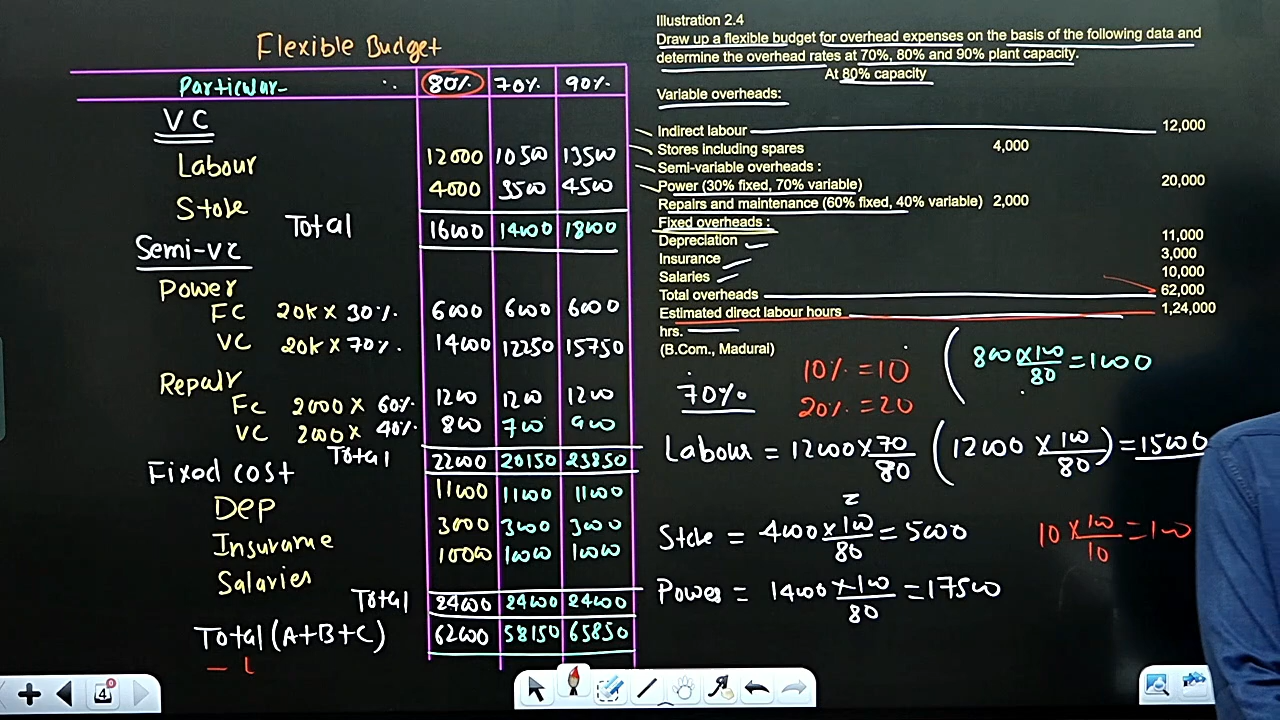 Flexible Budget
Particular 80% 70% 90%
VC
Labour 12000 10500 13500
Store 4000 3500 4500
Total 16000 14000 18000
Semi-VC
Power
FC 20K × 30% 6000 6000 6000
VC 20K × 70% 14000 12250 15750
Repair
FC 2000 × 60% 1200 1200 1200
VC 2000 × 40% 800 700 900
Total 22000 20150 23850
Fixed cost
Dep 11000 11000 11000
Insurance 3000 3000 3000
Salaries 10000 10000 10000
Total 24000 24000 24000
Total (A+B+C) 62000 58150 65850
Illustration 2.4
Draw up a flexible budget for overhead expenses on the basis of the following data and
determine the overhead rates at 70%, 80% and 90% plant capacity.
At 80% capacity
Variable overheads:
Indirect labour 12,000
Stores including spares 4,000
Semi-variable overheads :
Power (30% fixed, 70% variable) 20,000
Repairs and maintenance (60% fixed, 40% variable) 2,000
Fixed overheads :
Depreciation 11,000
Insurance 3,000
Salaries 10,000
Total overheads 62,000
Estimated direct labour hours 1,24,000
hrs.
(B.Com., Madurai)
70%
10% = 10
20% = 20
( 800 × 100/80 = 1000
Labour = 12000 × 70/80 ( 12000 × 100/80 ) = 15000
Store = 4000 × 100/80 = 5000
10 × 100/10 = 100
Power = 14000 × 100/80 = 17500
4